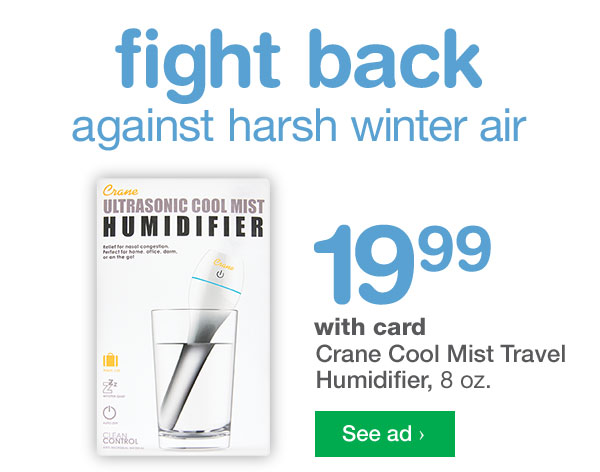 fight back
against harsh winter air
Crane
ULTRASONIC COOL MIST
HUMIDIFIER
Relief for nasal congestion.
Perfect for home, office, dorm,
or on the go!
Crane
CLEAN
CONTROL
19.99
with card
Crane Cool Mist Travel
Humidifier, 8 oz.
See ad ›